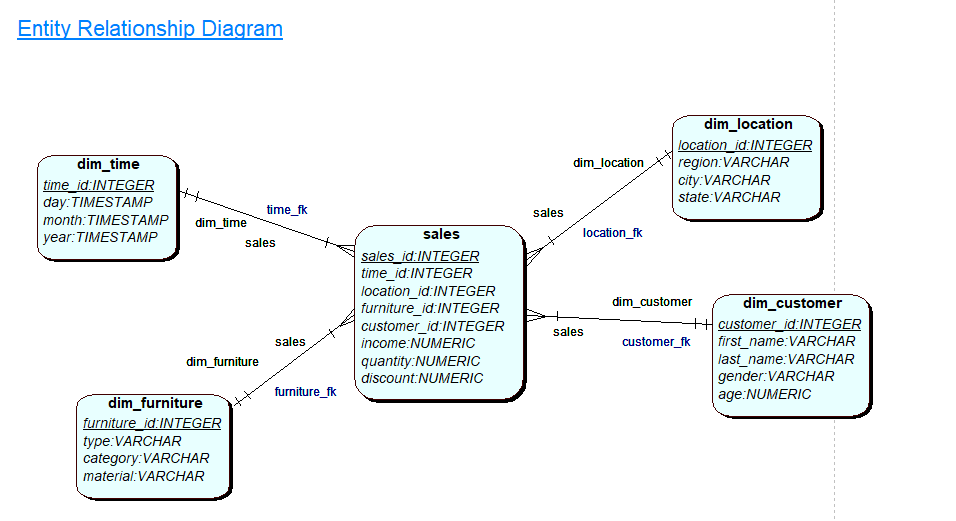 Entity Relationship Diagram
dim_location
location_id:INTEGER
region:VARCHAR
city:VARCHAR
state:VARCHAR
dim_time
time_id:INTEGER
day:TIMESTAMP
month:TIMESTAMP
year:TIMESTAMP
dim_location
time_fk
dim_time
sales
sales
location_fk
sales
sales_id:INTEGER
time_id:INTEGER
location_id:INTEGER
furniture_id:INTEGER
customer_id:INTEGER
income:NUMERIC
quantity:NUMERIC
discount:NUMERIC
dim_customer
sales
customer_fk
dim_customer
customer_id:INTEGER
first_name:VARCHAR
last_name:VARCHAR
gender:VARCHAR
age:NUMERIC
sales
dim_furniture
furniture_fk
dim_furniture
furniture_id:INTEGER
type:VARCHAR
category:VARCHAR
material:VARCHAR